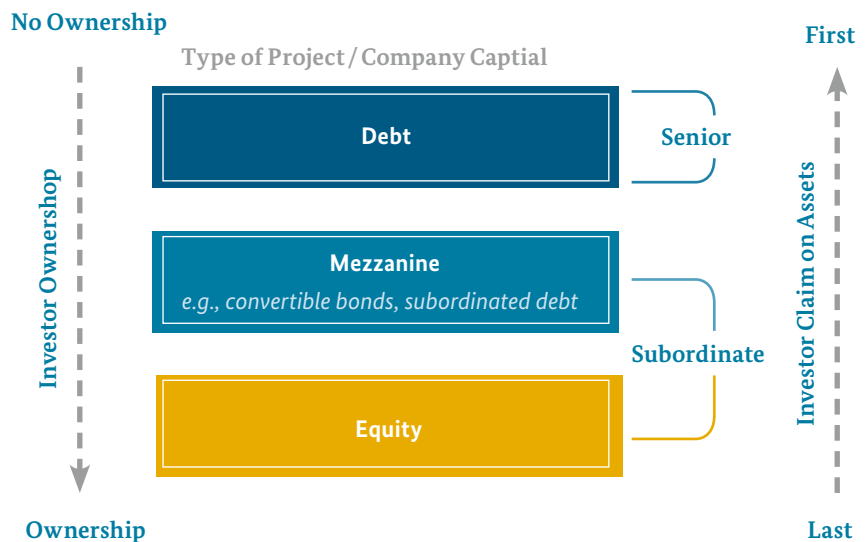 No Ownership
First
Type of Project / Company Captial
Debt
Senior
Investor Ownershop
Investor Claim on Assets
Mezzanine
e.g., convertible bonds, subordinated debt
Subordinate
Equity
Ownership
Last